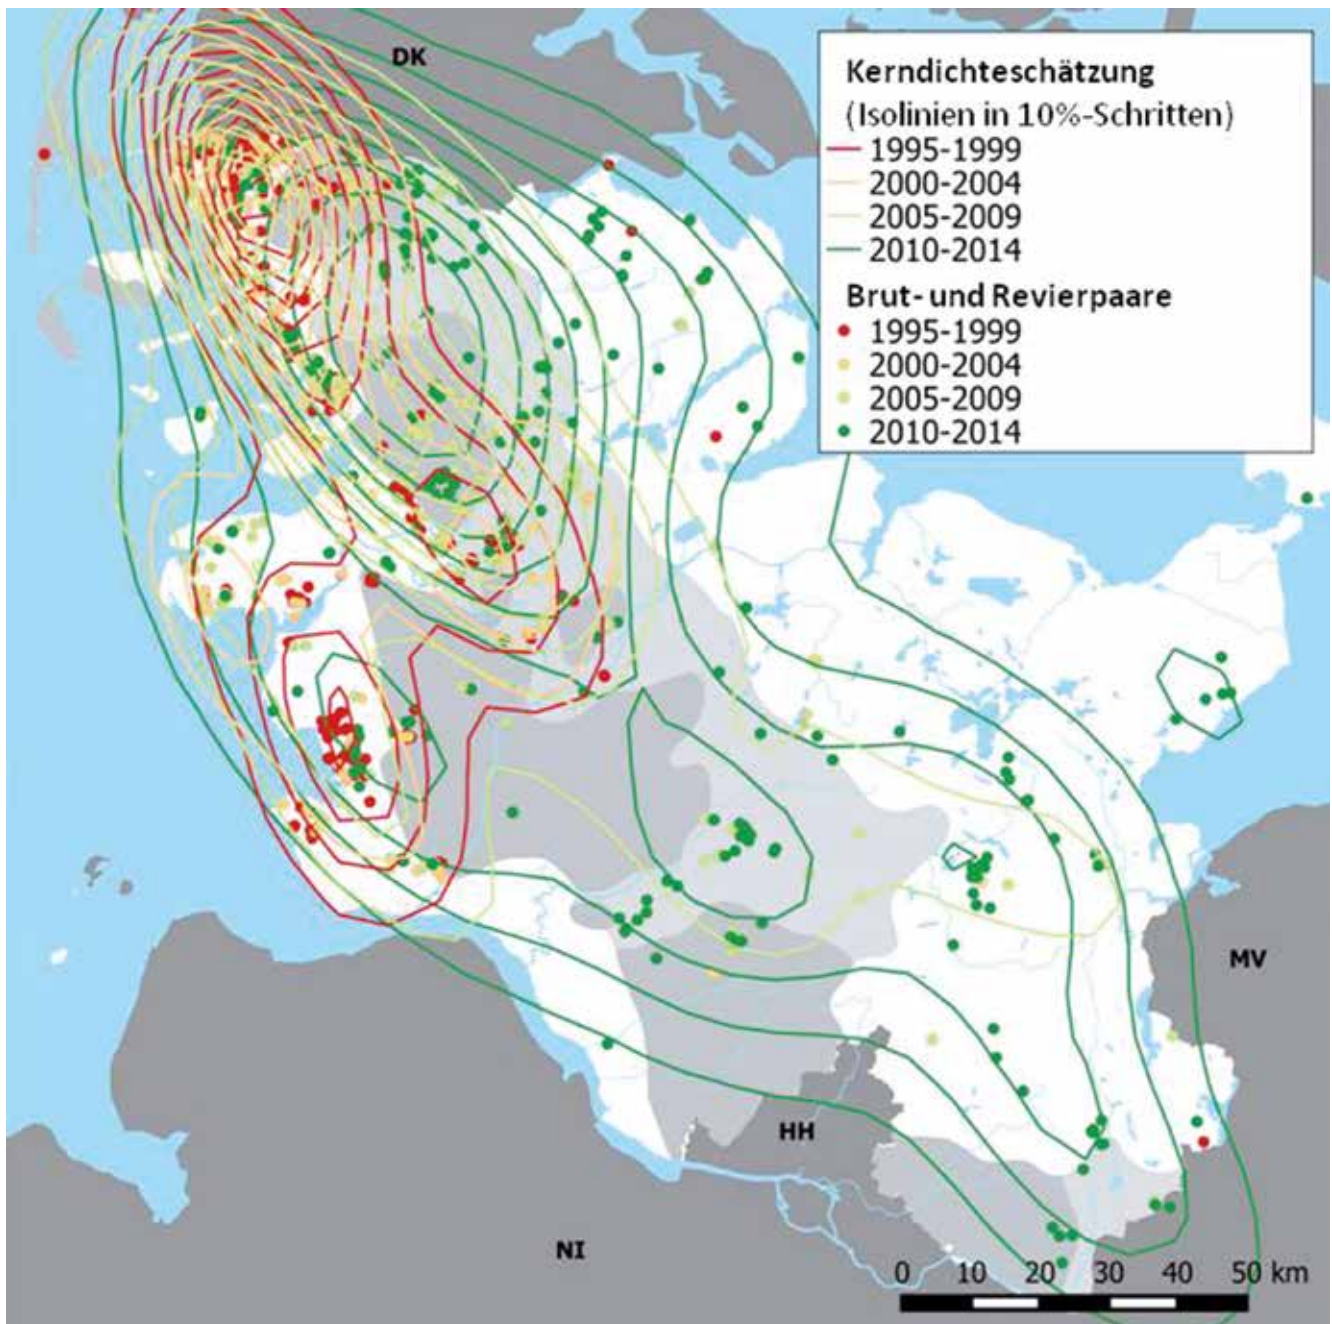 DK
Kerndichteschätzung
(Isolinien in 10%-Schritten)
1995-1999
2000-2004
2005-2009
2010-2014
Brut- und Revierpaare
1995-1999
2000-2004
2005-2009
2010-2014
MV
HH
NI
0 10 20 30 40 50 km